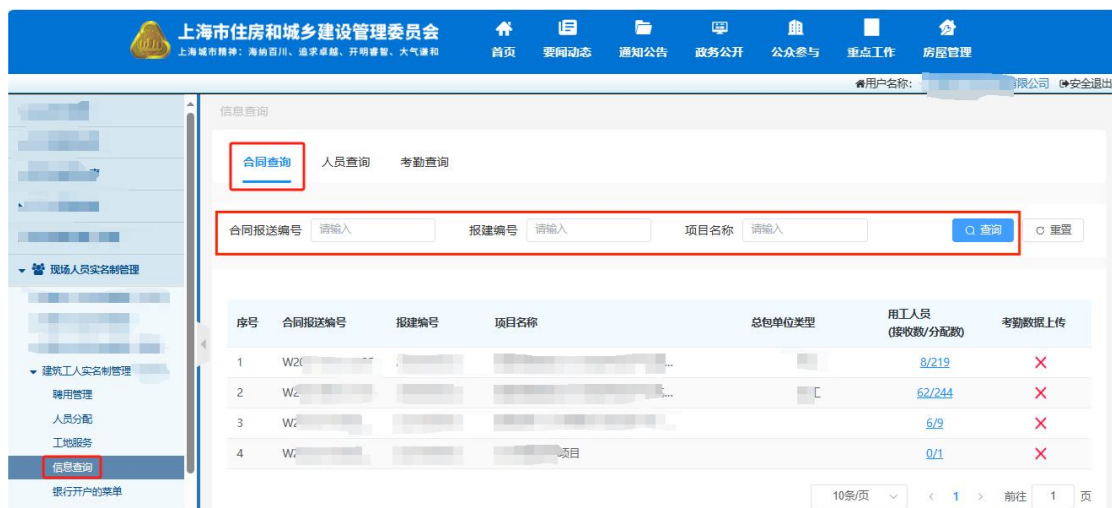 上海市住房和城乡建设管理委员会
上海城市精神：海纳百川、追求卓越、开明睿智、大气谦和
首页 要闻动态 通知公告 政务公开 公众参与 重点工作 房屋管理
用户名称： 有限公司 安全退出
信息查询
合同查询 人员查询 考勤查询
合同报送编号 请输入 报建编号 请输入 项目名称 请输入 查询 重置
现场人员实名制管理
建筑工人实名制管理
聘用管理
人员分配
工地服务
信息查询
银行开户的菜单
序号 合同报送编号 报建编号 项目名称 总包单位类型 用工人员 考勤数据上传
(接收数/分配数)
1 W20 ... 8/219
2 W2 ... 汇 62/244
3 W2 6/9
4 W2 项目 0/1
10条/页 1 前往 1 页